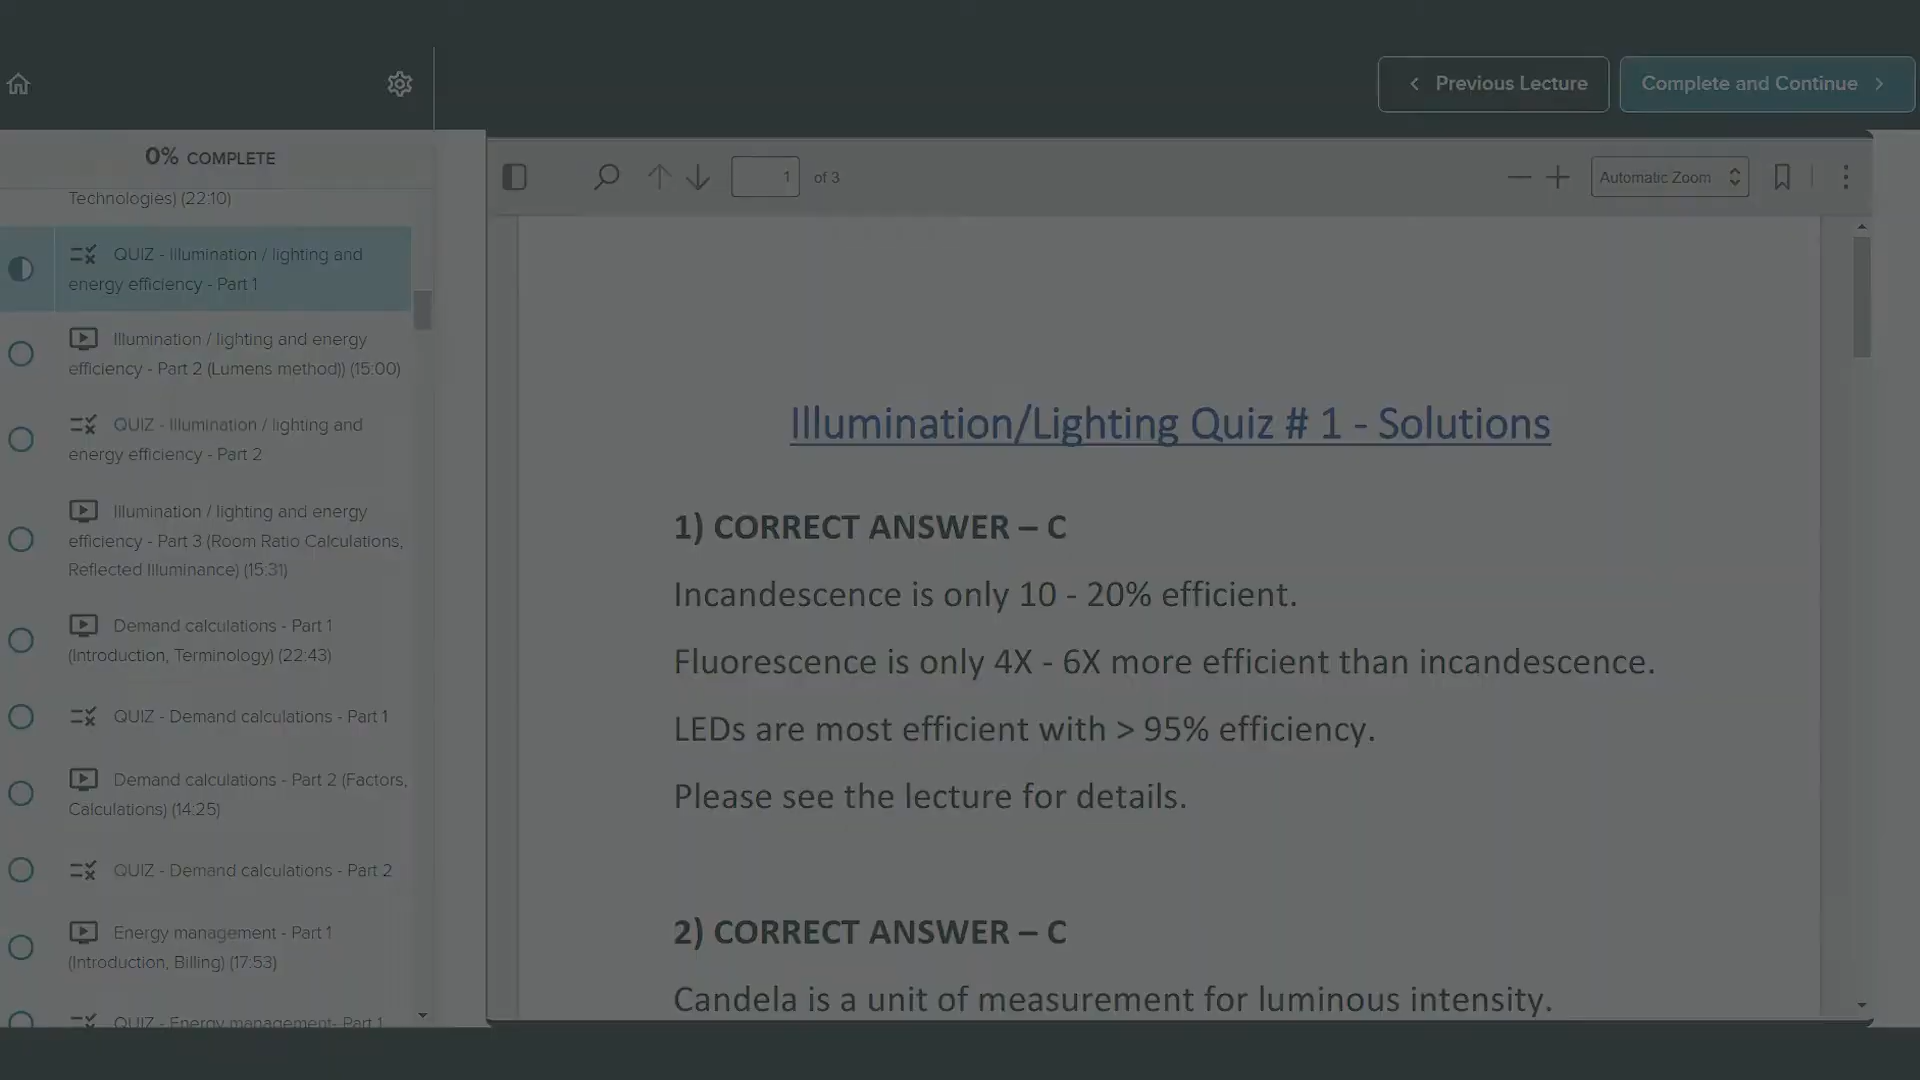 Previous Lecture
Complete and Continue
0% COMPLETE
Technologies) (22:10)
QUIZ - Illumination / lighting and
energy efficiency - Part 1
Illumination / lighting and energy
efficiency - Part 2 (Lumens method)) (15:00)
QUIZ - Illumination / lighting and
energy efficiency - Part 2
Illumination / lighting and energy
efficiency - Part 3 (Room Ratio Calculations,
Reflected Illuminance) (15:31)
Demand calculations - Part 1
(Introduction, Terminology) (22:43)
QUIZ - Demand calculations - Part 1
Demand calculations - Part 2 (Factors,
Calculations) (14:25)
QUIZ - Demand calculations - Part 2
Energy management - Part 1
(Introduction, Billing) (17:53)
QUIZ - Energy management- Part 1
1 of 3
Automatic Zoom
Illumination/Lighting Quiz # 1 - Solutions
1) CORRECT ANSWER – C
Incandescence is only 10 - 20% efficient.
Fluorescence is only 4X - 6X more efficient than incandescence.
LEDs are most efficient with > 95% efficiency.
Please see the lecture for details.
2) CORRECT ANSWER – C
Candela is a unit of measurement for luminous intensity.